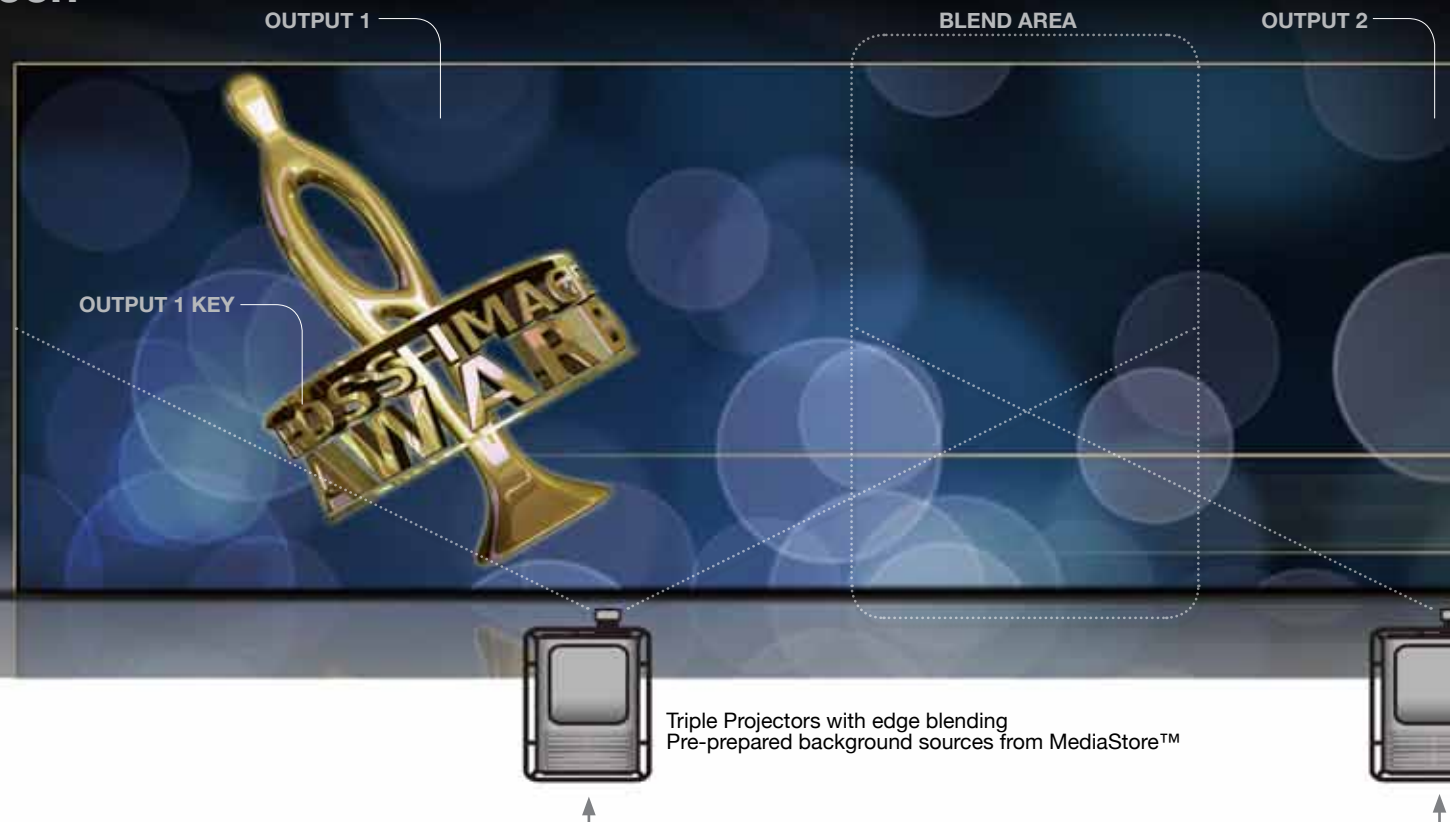 OUTPUT 1
BLEND AREA
OUTPUT 2
OUTPUT 1 KEY
AWARD
Triple Projectors with edge blending
Pre-prepared background sources from MediaStore™